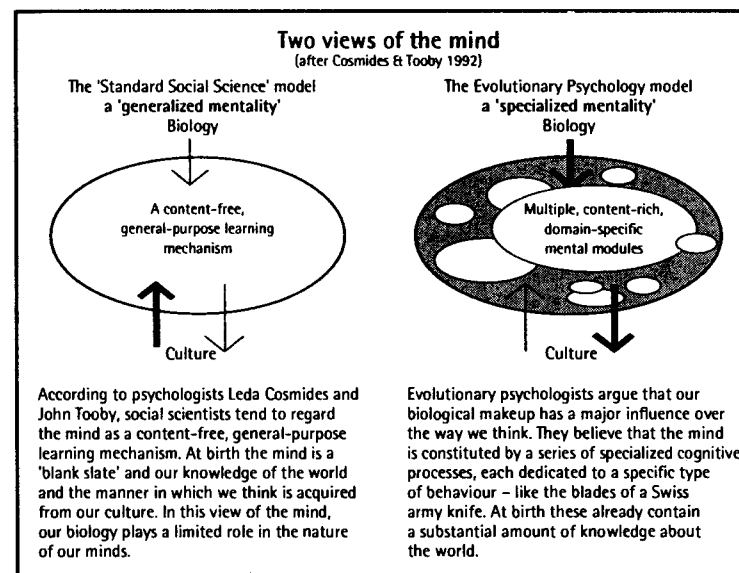 Two views of the mind
(after Cosmides & Tooby 1992)
The 'Standard Social Science' model
a 'generalized mentality'
Biology
A content-free,
general-purpose learning
mechanism
Culture
According to psychologists Leda Cosmides and
John Tooby, social scientists tend to regard
the mind as a content-free, general-purpose
learning mechanism. At birth the mind is a
'blank slate' and our knowledge of the world
and the manner in which we think is acquired
from our culture. In this view of the mind,
our biology plays a limited role in the nature
of our minds.
The Evolutionary Psychology model
a 'specialized mentality'
Biology
Multiple, content-rich,
domain-specific
mental modules
Culture
Evolutionary psychologists argue that our
biological makeup has a major influence over
the way we think. They believe that the mind
is constituted by a series of specialized cognitive
processes, each dedicated to a specific type
of behaviour – like the blades of a Swiss
army knife. At birth these already contain
a substantial amount of knowledge about
the world.